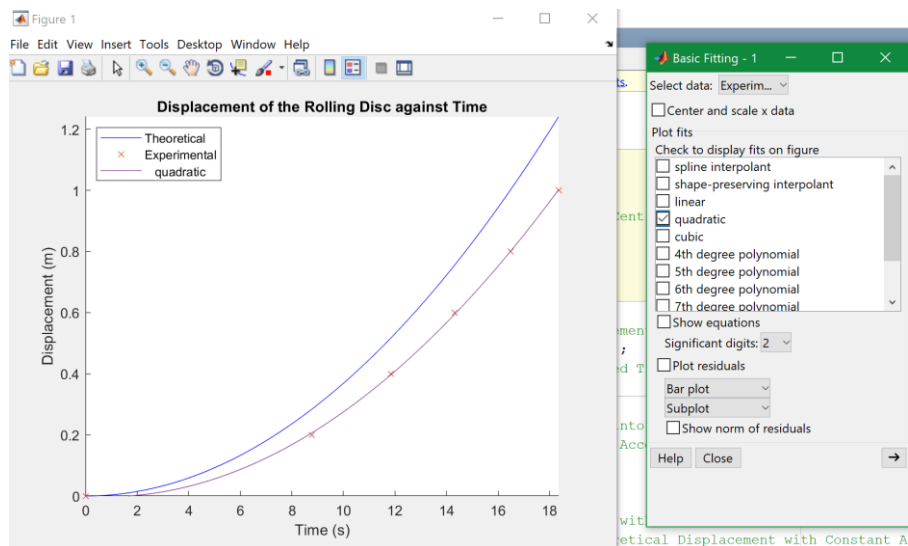 Figure 1
File Edit View Insert Tools Desktop Window Help
Displacement of the Rolling Disc against Time
Theoretical
Experimental
quadratic
1.2
1
0.8
0.6
0.4
0.2
0
Displacement (m)
0 2 4 6 8 10 12 14 16 18
Time (s)
Basic Fitting - 1
Select data: Experim...
Center and scale x data
Plot fits
Check to display fits on figure
spline interpolant
shape-preserving interpolant
linear
quadratic
cubic
4th degree polynomial
5th degree polynomial
6th degree polynomial
7th degree polynomial
Show equations
Significant digits: 2
Plot residuals
Bar plot
Subplot
Show norm of residuals
Help Close
ts.
Cent
;
d T
Acc
wit
retical Displacement with Constant A